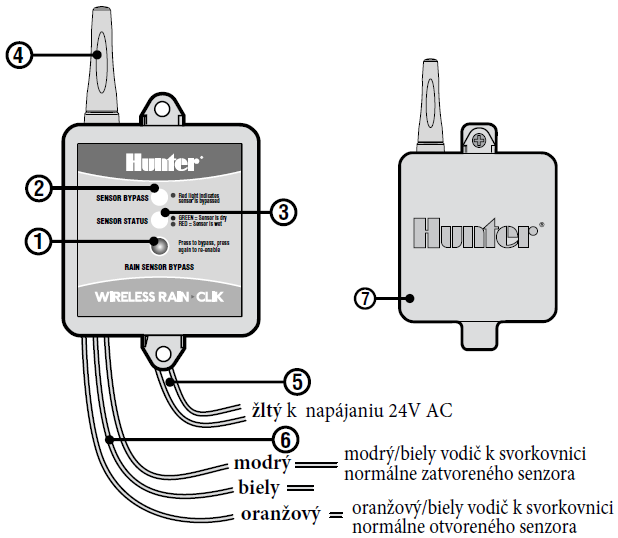 4
Hunter®
2
SENSOR BYPASS
Red light indicates
sensor is bypassed
SENSOR STATUS
GREEN = Sensor is dry
RED = Sensor is wet
3
1
Press to bypass, press
again to re-enable
RAIN SENSOR BYPASS
WIRELESS RAIN CLIK
Hunter®
7
5
žltý k napájaniu 24V AC
6
modrý
modrý/biely vodič k svorkovnici
normálne zatvoreného senzora
biely
oranžový
oranžový/biely vodič k svorkovnici
normálne otvoreného senzora